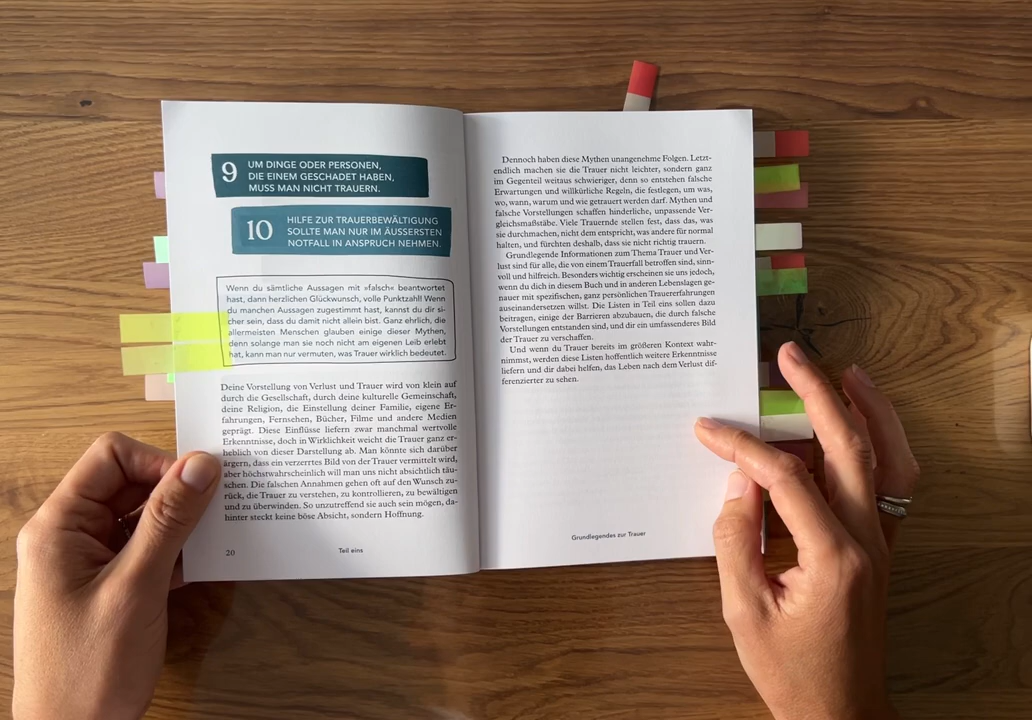 9
UM DINGE ODER PERSONEN,
DIE EINEM GESCHADET HABEN,
MUSS MAN NICHT TRAUERN.
10
HILFE ZUR TRAUERBEWÄLTIGUNG
SOLLTE MAN NUR IM ÄUSSERSTEN
NOTFALL IN ANSPRUCH NEHMEN.
Wenn du sämtliche Aussagen mit »falsch« beantwortet
hast, dann herzlichen Glückwunsch, volle Punktzahl! Wenn
du manchen Aussagen zugestimmt hast, kannst du dir si-
cher sein, dass du damit nicht allein bist. Ganz ehrlich, die
allermeisten Menschen glauben einige dieser Mythen,
denn solange man sie noch nicht am eigenen Leib erlebt
hat, kann man nur vermuten, was Trauer wirklich bedeutet.
Deine Vorstellung von Verlust und Trauer wird von klein auf
durch die Gesellschaft, durch deine kulturelle Gemeinschaft,
deine Religion, die Einstellung deiner Familie, eigene Er-
fahrungen, Fernsehen, Bücher, Filme und andere Medien
geprägt. Diese Einflüsse liefern zwar manchmal wertvolle
Erkenntnisse, doch in Wirklichkeit weicht die Trauer ganz er-
heblich von dieser Darstellung ab. Man könnte sich darüber
ärgern, dass ein verzerrtes Bild von der Trauer vermittelt wird,
aber höchstwahrscheinlich will man uns nicht absichtlich täu-
schen. Die falschen Annahmen gehen oft auf den Wunsch zu-
rück, die Trauer zu verstehen, zu kontrollieren, zu bewältigen
und zu überwinden. So unzutreffend sie auch sein mögen, da-
hinter steckt keine böse Absicht, sondern Hoffnung.
20
Teil eins
Dennoch haben diese Mythen unangenehme Folgen. Letzt-
endlich machen sie die Trauer nicht leichter, sondern ganz
im Gegenteil weitaus schwieriger, denn so entstehen falsche
Erwartungen und willkürliche Regeln, die festlegen, um was,
wo, wann, warum und wie getrauert werden darf. Mythen und
falsche Vorstellungen schaffen hinderliche, unpassende Ver-
gleichsmaßstäbe. Viele Trauernde stellen fest, dass das, was
sie durchmachen, nicht dem entspricht, was andere für normal
halten, und fürchten deshalb, dass sie nicht richtig trauern.
Grundlegende Informationen zum Thema Trauer und Ver-
lust sind für alle, die von einem Trauerfall betroffen sind, sinn-
voll und hilfreich. Besonders wichtig erscheinen sie uns jedoch,
wenn du dich in diesem Buch und in anderen Lebenslagen ge-
nauer mit spezifischen, ganz persönlichen Trauererfahrungen
auseinandersetzen willst. Die Listen in Teil eins sollen dazu
beitragen, einige der Barrieren abzubauen, die durch falsche
Vorstellungen entstanden sind, und dir ein umfassenderes Bild
der Trauer zu verschaffen.
Und wenn du Trauer bereits im größeren Kontext wahr-
nimmst, werden diese Listen hoffentlich weitere Erkenntnisse
liefern und dir dabei helfen, das Leben nach dem Verlust dif-
ferenzierter zu sehen.
Grundlegendes zur Trauer